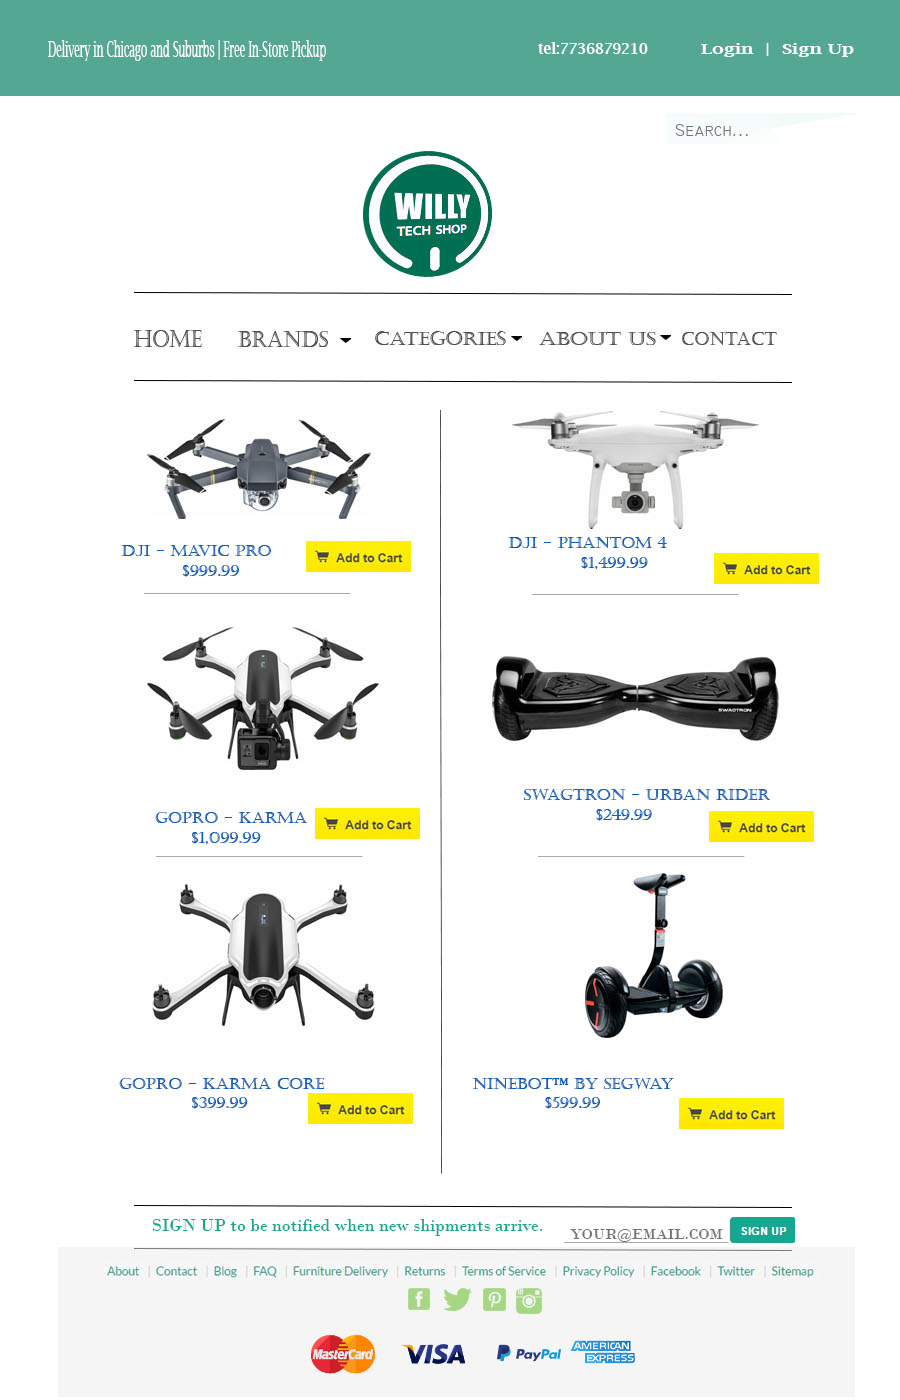 Delivery in Chicago and Suburbs | Free In-Store Pickup
tel:7736879210
Login | Sign Up
SEARCH...
WILLY
TECH SHOP
HOME BRANDS CATEGORIES ABOUT US CONTACT
DJI - MAVIC PRO
$999.99
Add to Cart
DJI - PHANTOM 4
$1,499.99
Add to Cart
SWAGTRON
GOPRO - KARMA
$1,099.99
Add to Cart
SWAGTRON - URBAN RIDER
$249.99
Add to Cart
GOPRO - KARMA CORE
$399.99
Add to Cart
NINEBOT™ BY SEGWAY
$599.99
Add to Cart
SIGN UP to be notified when new shipments arrive.
YOUR@EMAIL.COM
SIGN UP
About | Contact | Blog | FAQ | Furniture Delivery | Returns | Terms of Service | Privacy Policy | Facebook | Twitter | Sitemap
MasterCard VISA PayPal AMERICAN
EXPRESS